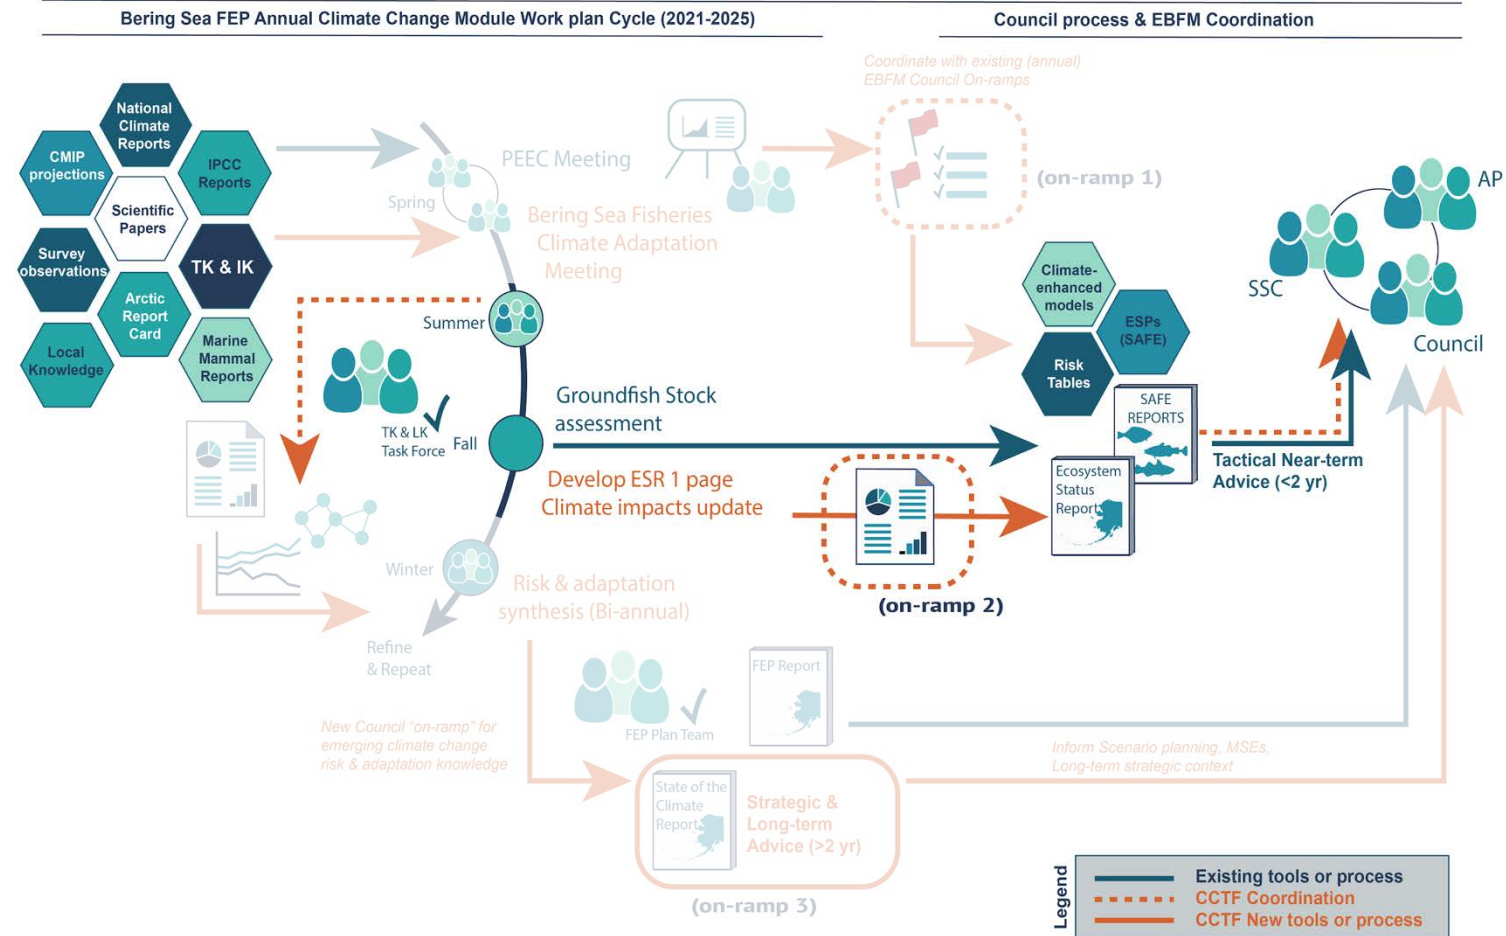 Bering Sea FEP Annual Climate Change Module Work plan Cycle (2021-2025)
Council process & EBFM Coordination
Coordinate with existing (annual)
EBFM Council On-ramps
National
Climate
Reports
CMIP
projections
IPCC
Reports
Scientific
Papers
Survey
observations
TK & IK
Arctic
Report
Card
Local
Knowledge
Marine
Mammal
Reports
PEEC Meeting
Spring
Bering Sea Fisheries
Climate Adaptation
Meeting
(on-ramp 1)
AP
SSC
Council
Climate-
enhanced
models
ESPs
(SAFE)
Risk
Tables
Summer
TK & LK
Task Force
Fall
Groundfish Stock
assessment
Develop ESR 1 page
Climate impacts update
(on-ramp 2)
SAFE
REPORTS
Ecosystem
Status
Report
Tactical Near-term
Advice (<2 yr)
Winter
Risk & adaptation
synthesis (Bi-annual)
Refine
& Repeat
FEP Plan Team
FEP Report
New Council “on-ramp” for
emerging climate change
risk & adaptation knowledge
Inform Scenario planning, MSEs,
Long-term strategic context
State of the
Climate
Report
Strategic &
Long-term
Advice (>2 yr)
(on-ramp 3)
Legend
Existing tools or process
CCTF Coordination
CCTF New tools or process